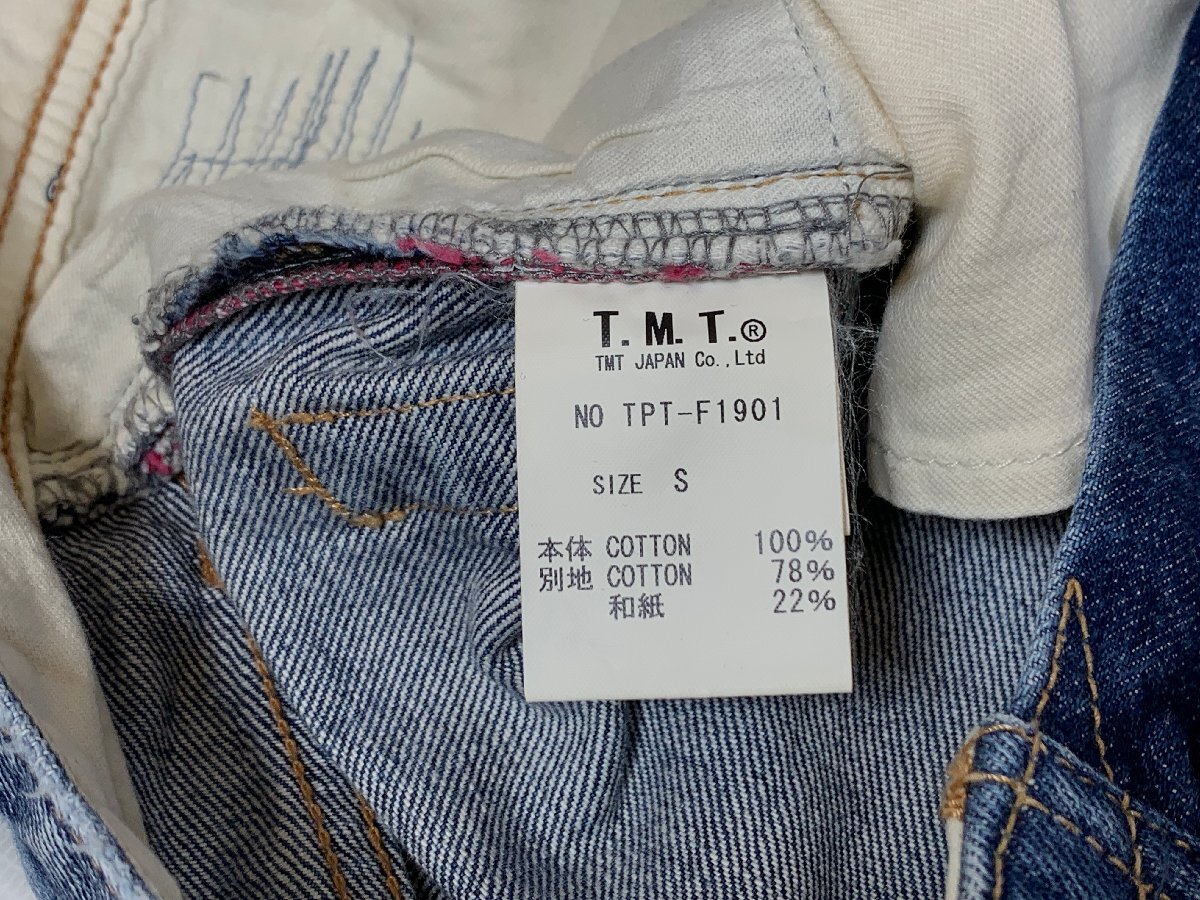 T.M.T.®
TMT JAPAN Co.,Ltd
NO TPT-F1901
SIZE S
本体 COTTON 100%
別地 COTTON 78%
和紙 22%